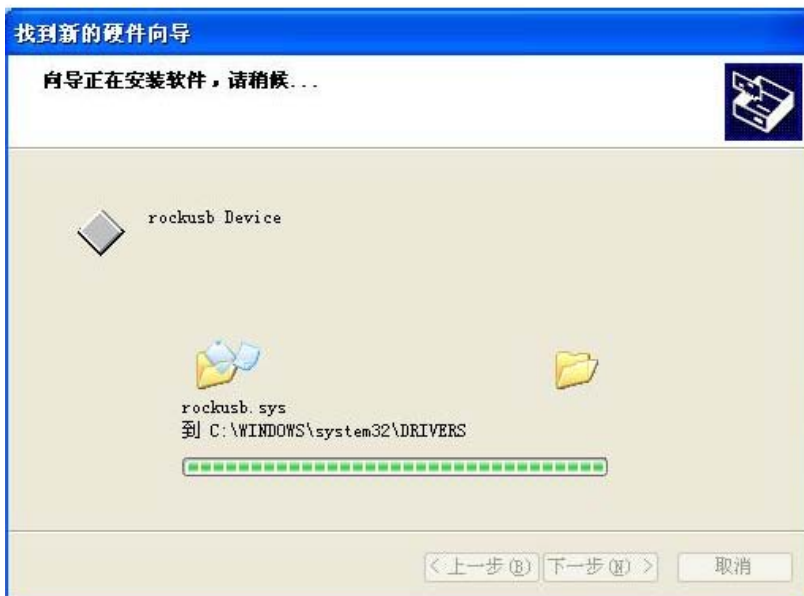 找到新的硬件向导
向导正在安装软件，请稍候...
rockusb Device
rockusb.sys
到 C:\WINDOWS\system32\DRIVERS
< 上一步(B) 下一步(N) > 取消